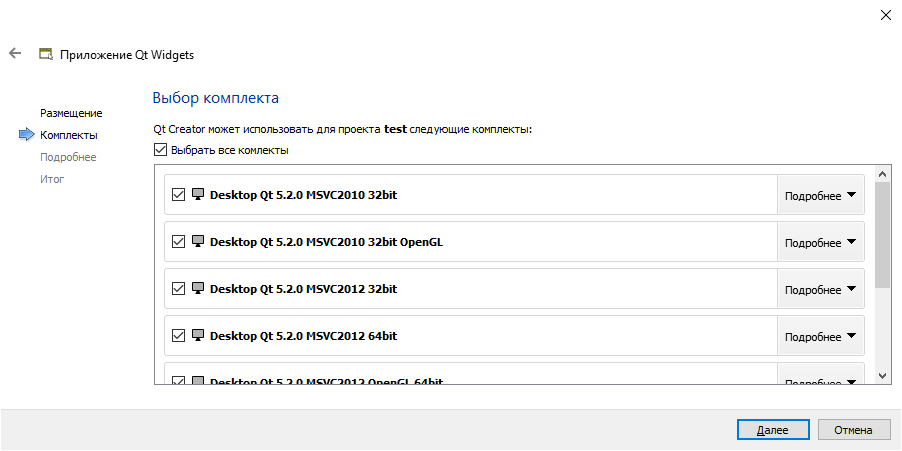 Приложение Qt Widgets
Размещение
Комплекты
Подробнее
Итог
Выбор комплекта
Qt Creator может использовать для проекта test следующие комплекты:
Выбрать все комлекты
Desktop Qt 5.2.0 MSVC2010 32bit
Подробнее
Desktop Qt 5.2.0 MSVC2010 32bit OpenGL
Подробнее
Desktop Qt 5.2.0 MSVC2012 32bit
Подробнее
Desktop Qt 5.2.0 MSVC2012 64bit
Подробнее
Desktop Qt 5.2.0 MSVC2012 OpenGL 64bit
Подробнее
Далее
Отмена